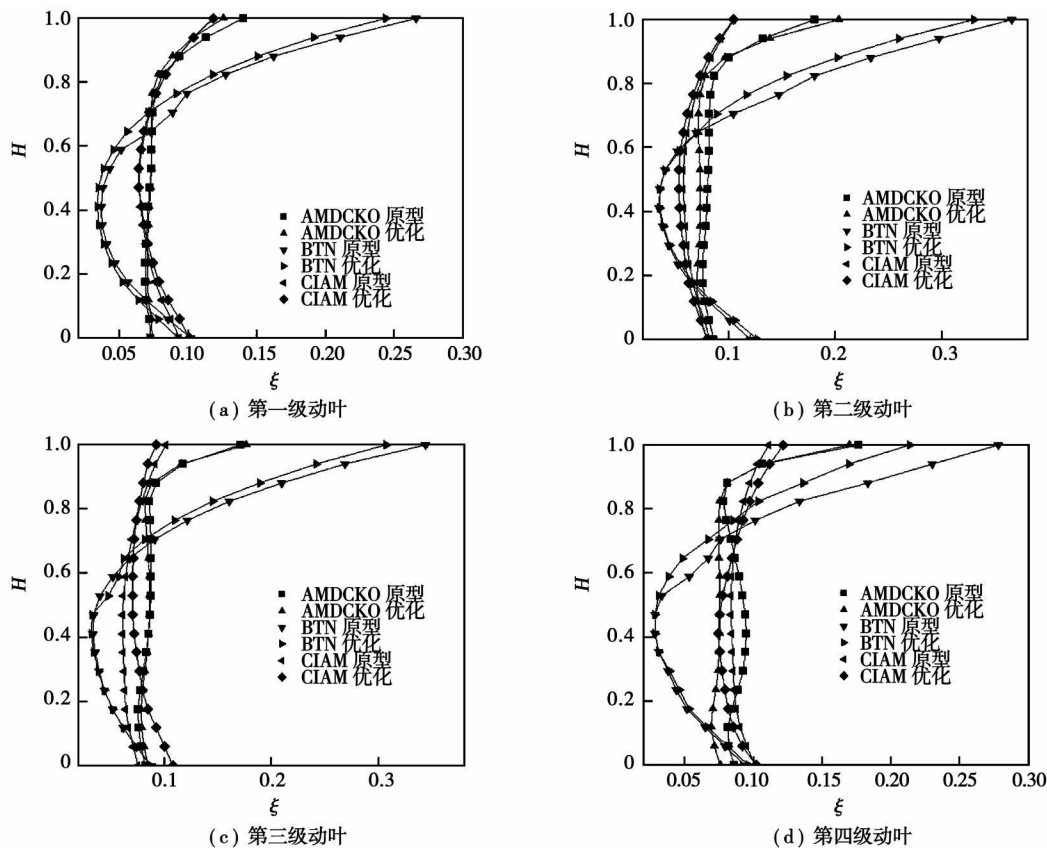 1.0
0.8
0.6
H
0.4
0.2
0
AMDCKO 原型
AMDCKO 优化
BTN 原型
BTN 优化
CIAM 原型
CIAM 优化
0.05 0.10 0.15 0.20 0.25 0.30
ξ
(a) 第一级动叶
1.0
0.8
0.6
H
0.4
0.2
0
AMDCKO 原型
AMDCKO 优化
BTN 原型
BTN 优化
CIAM 原型
CIAM 优化
0.1 0.2 0.3
ξ
(b) 第二级动叶
1.0
0.8
0.6
H
0.4
0.2
0
AMDCKO 原型
AMDCKO 优化
BTN 原型
BTN 优化
CIAM 原型
CIAM 优化
0.1 0.2 0.3
ξ
(c) 第三级动叶
1.0
0.8
0.6
H
0.4
0.2
0
AMDCKO 原型
AMDCKO 优化
BTN 原型
BTN 优化
CIAM 原型
CIAM 优化
0.05 0.10 0.15 0.20 0.25 0.30
ξ
(d) 第四级动叶